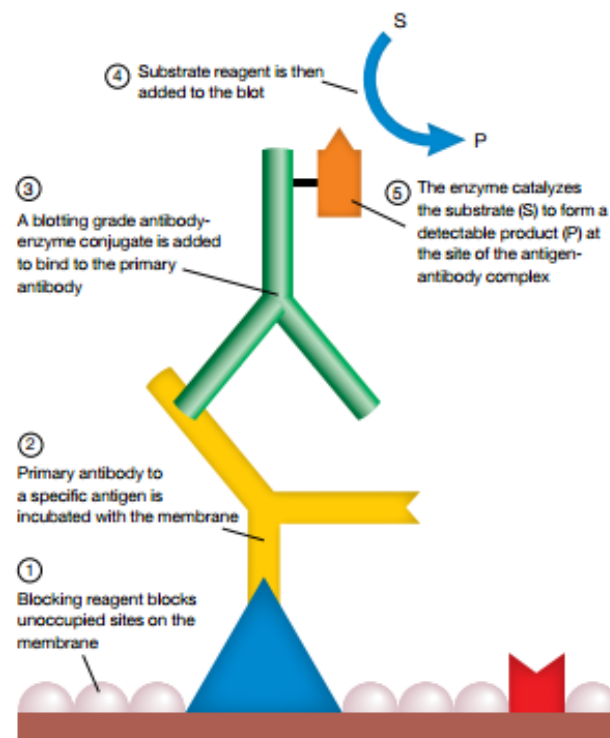 S
④ Substrate reagent is then
added to the blot
P
③
A blotting grade antibody-
enzyme conjugate is added
to bind to the primary
antibody
⑤ The enzyme catalyzes
the substrate (S) to form a
detectable product (P) at
the site of the antigen-
antibody complex
②
Primary antibody to
a specific antigen is
incubated with the membrane
①
Blocking reagent blocks
unoccupied sites on the
membrane